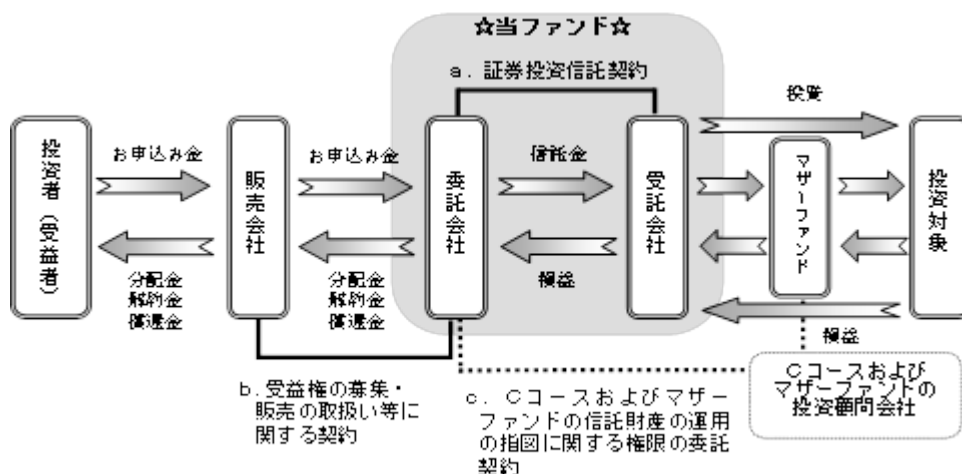 ☆当ファンド☆
a．証券投資信託契約
投資
投資者（受益者）
お申込み金
販売会社
お申込み金
委託会社
信託金
受託会社
マザーファンド
投資対象
分配金
解約金
償還金
分配金
解約金
償還金
損益
損益
b．受益権の募集・
販売の取扱い等に
関する契約
c．Cコースおよびマザー
ファンドの信託財産の運用
の指図に関する権限の委託
契約
Cコースおよび
マザーファンドの
投資顧問会社